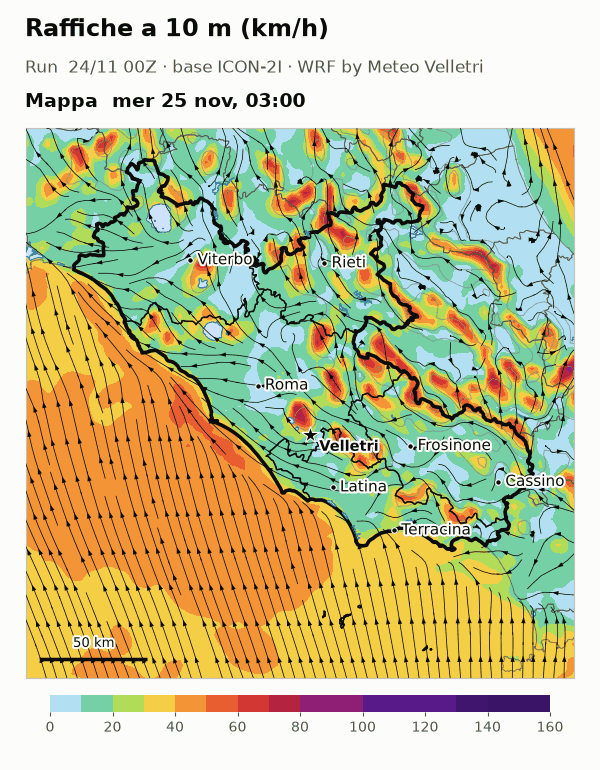 Raffiche a 10 m (km/h)
Run  24/11 00Z · base ICON-2I · WRF by Meteo Velletri
Mappa  mer 25 nov, 03:00
Viterbo
Rieti
Roma
Velletri
Frosinone
Cassino
Latina
Terracina
50 km
0 20 40 60 80 100 120 140 160